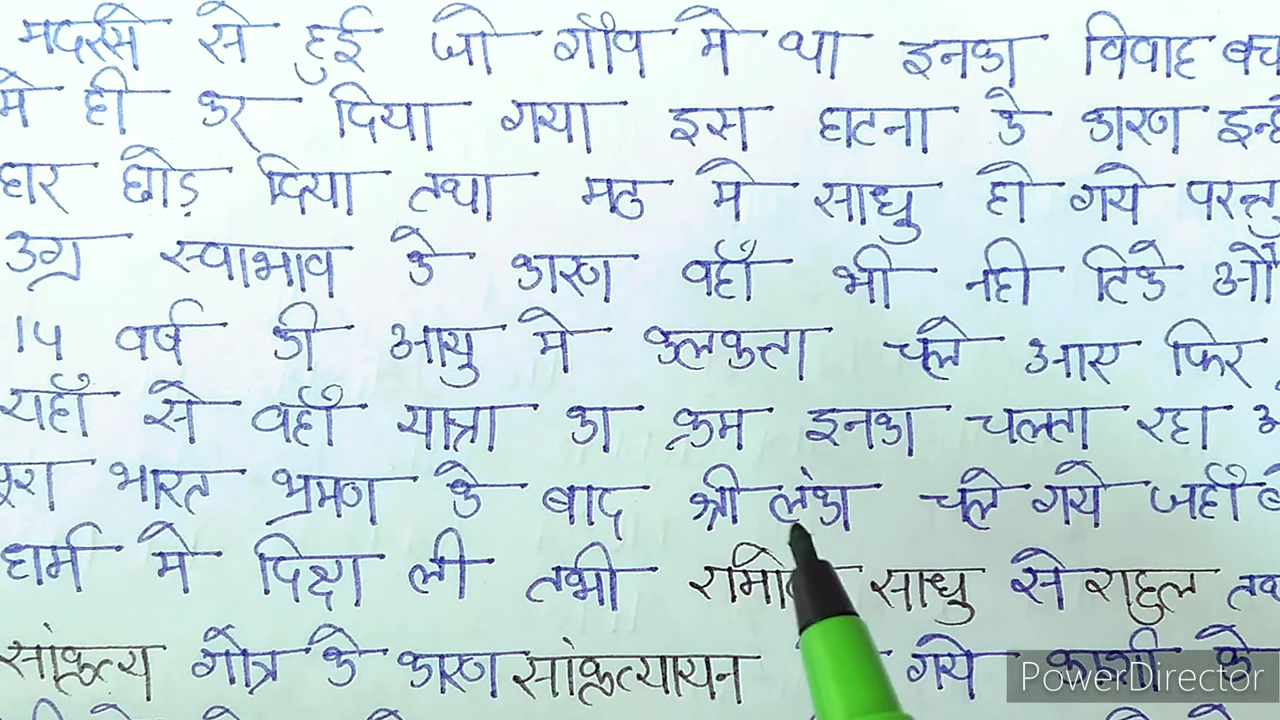 मदरसे से हुई जो गाँव मे था इनका विवाह
मे ही कर दिया गया इस घटना के कारण
घर छोड़ दिया तथा मठ मे साधु हो गये परन्तु
उग्र स्वाभाव के कारण वहाँ भी नही टिके
14 वर्ष की आयु मे कलकत्ता चले आए फिर
यहाँ से वहाँ यात्रा का क्रम इनका चलता रहा
भारत भ्रमण के बाद श्री लंका चले गये जहाँ
धर्म मे दिक्षा ली तभी साधु से राहुल
सांकृत्य गोत्र के कारण सांकृत्यायन गये काशी के
PowerDirector